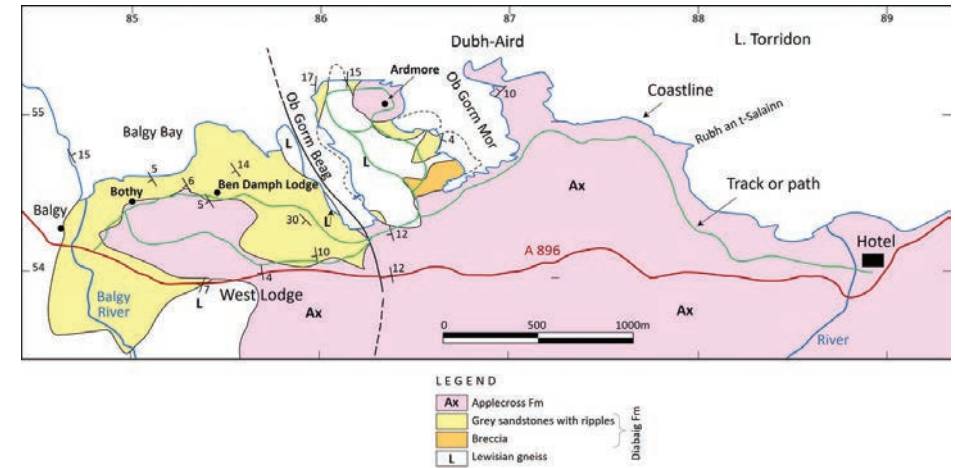 85
86
87
88
89
Dubh-Aird
L. Torridon
17
15
Ardmore
10
Coastline
55
Ob Gorm Beag
Ob Gorm Mor
Rubh an t-Salainn
Balgy Bay
L
4
15
14
L
5
6
Bothy
Ben Damph Lodge
5
Ax
Track or path
Balgy
30
L
12
Hotel
10
A 896
54
4
12
7
West Lodge
L
Balgy
River
Ax
Ax
0
500
1000m
River
LEGEND
Ax Applecross Fm
Grey sandstones with ripples
Breccia
Diabaig Fm
L Lewisian gneiss